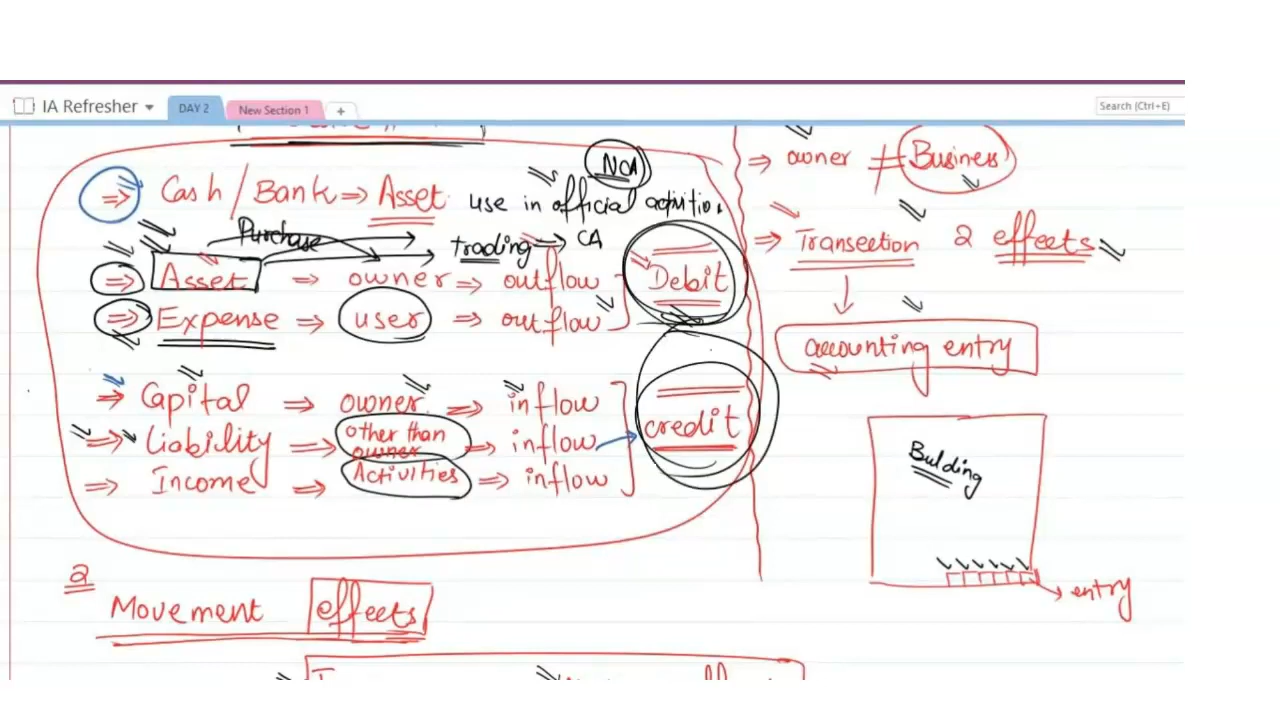 IA Refresher
DAY 2
New Section 1
+
Search (Ctrl+E)
NCA
⇒ Cash / Bank ⇒ Asset use in official activities
Purchase
trading ⇒ CA
⇒ Asset ⇒ owner ⇒ outflow
Debit
⇒ Expense ⇒ user ⇒ outflow
⇒ Capital ⇒ owner ⇒ inflow
⇒ Liability ⇒ other than owner ⇒ inflow
credit
⇒ Income ⇒ Activities ⇒ inflow
2
Movement effects
⇒ owner ≠ Business
⇒ Transection 2 effects
accounting entry
Bulding
entry